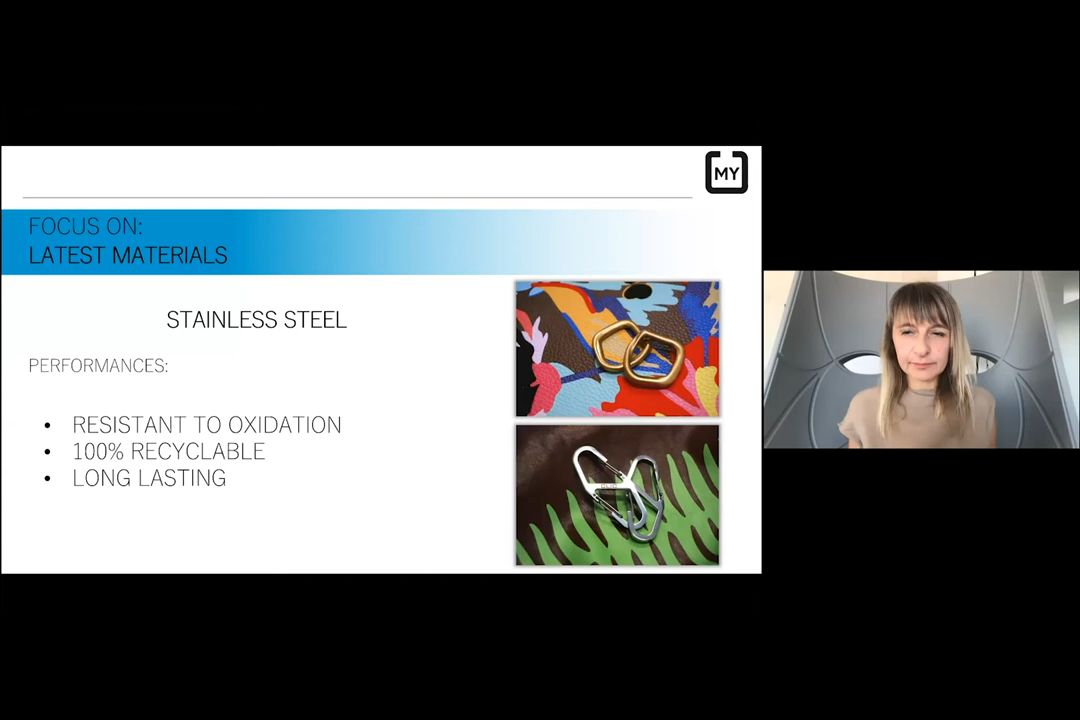 MY
FOCUS ON:
LATEST MATERIALS
STAINLESS STEEL
PERFORMANCES:
• RESISTANT TO OXIDATION
• 100% RECYCLABLE
• LONG LASTING